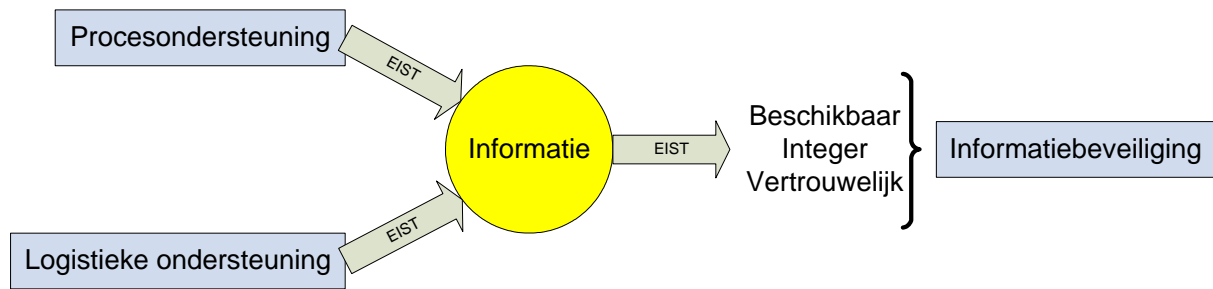 Procesondersteuning
EIST
Informatie
EIST
Beschikbaar
Integer
Vertrouwelijk
Informatiebeveiliging
EIST
Logistieke ondersteuning